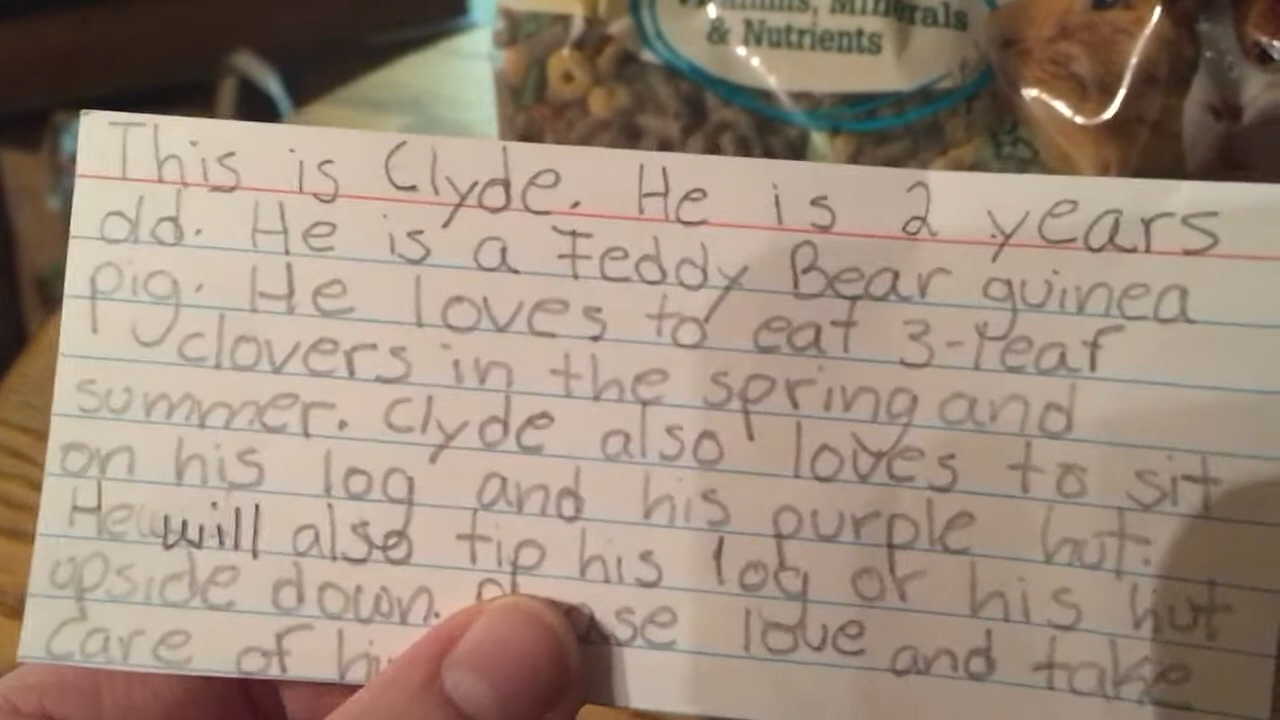 Minerals
& Nutrients
This is Clyde. He is 2 years
old. He is a Teddy Bear guinea
pig. He loves to eat 3-leaf
clovers in the spring and
summer. Clyde also loves to sit
on his log and his purple hut.
He will also tip his log or his hut
upside down. love and take
care of